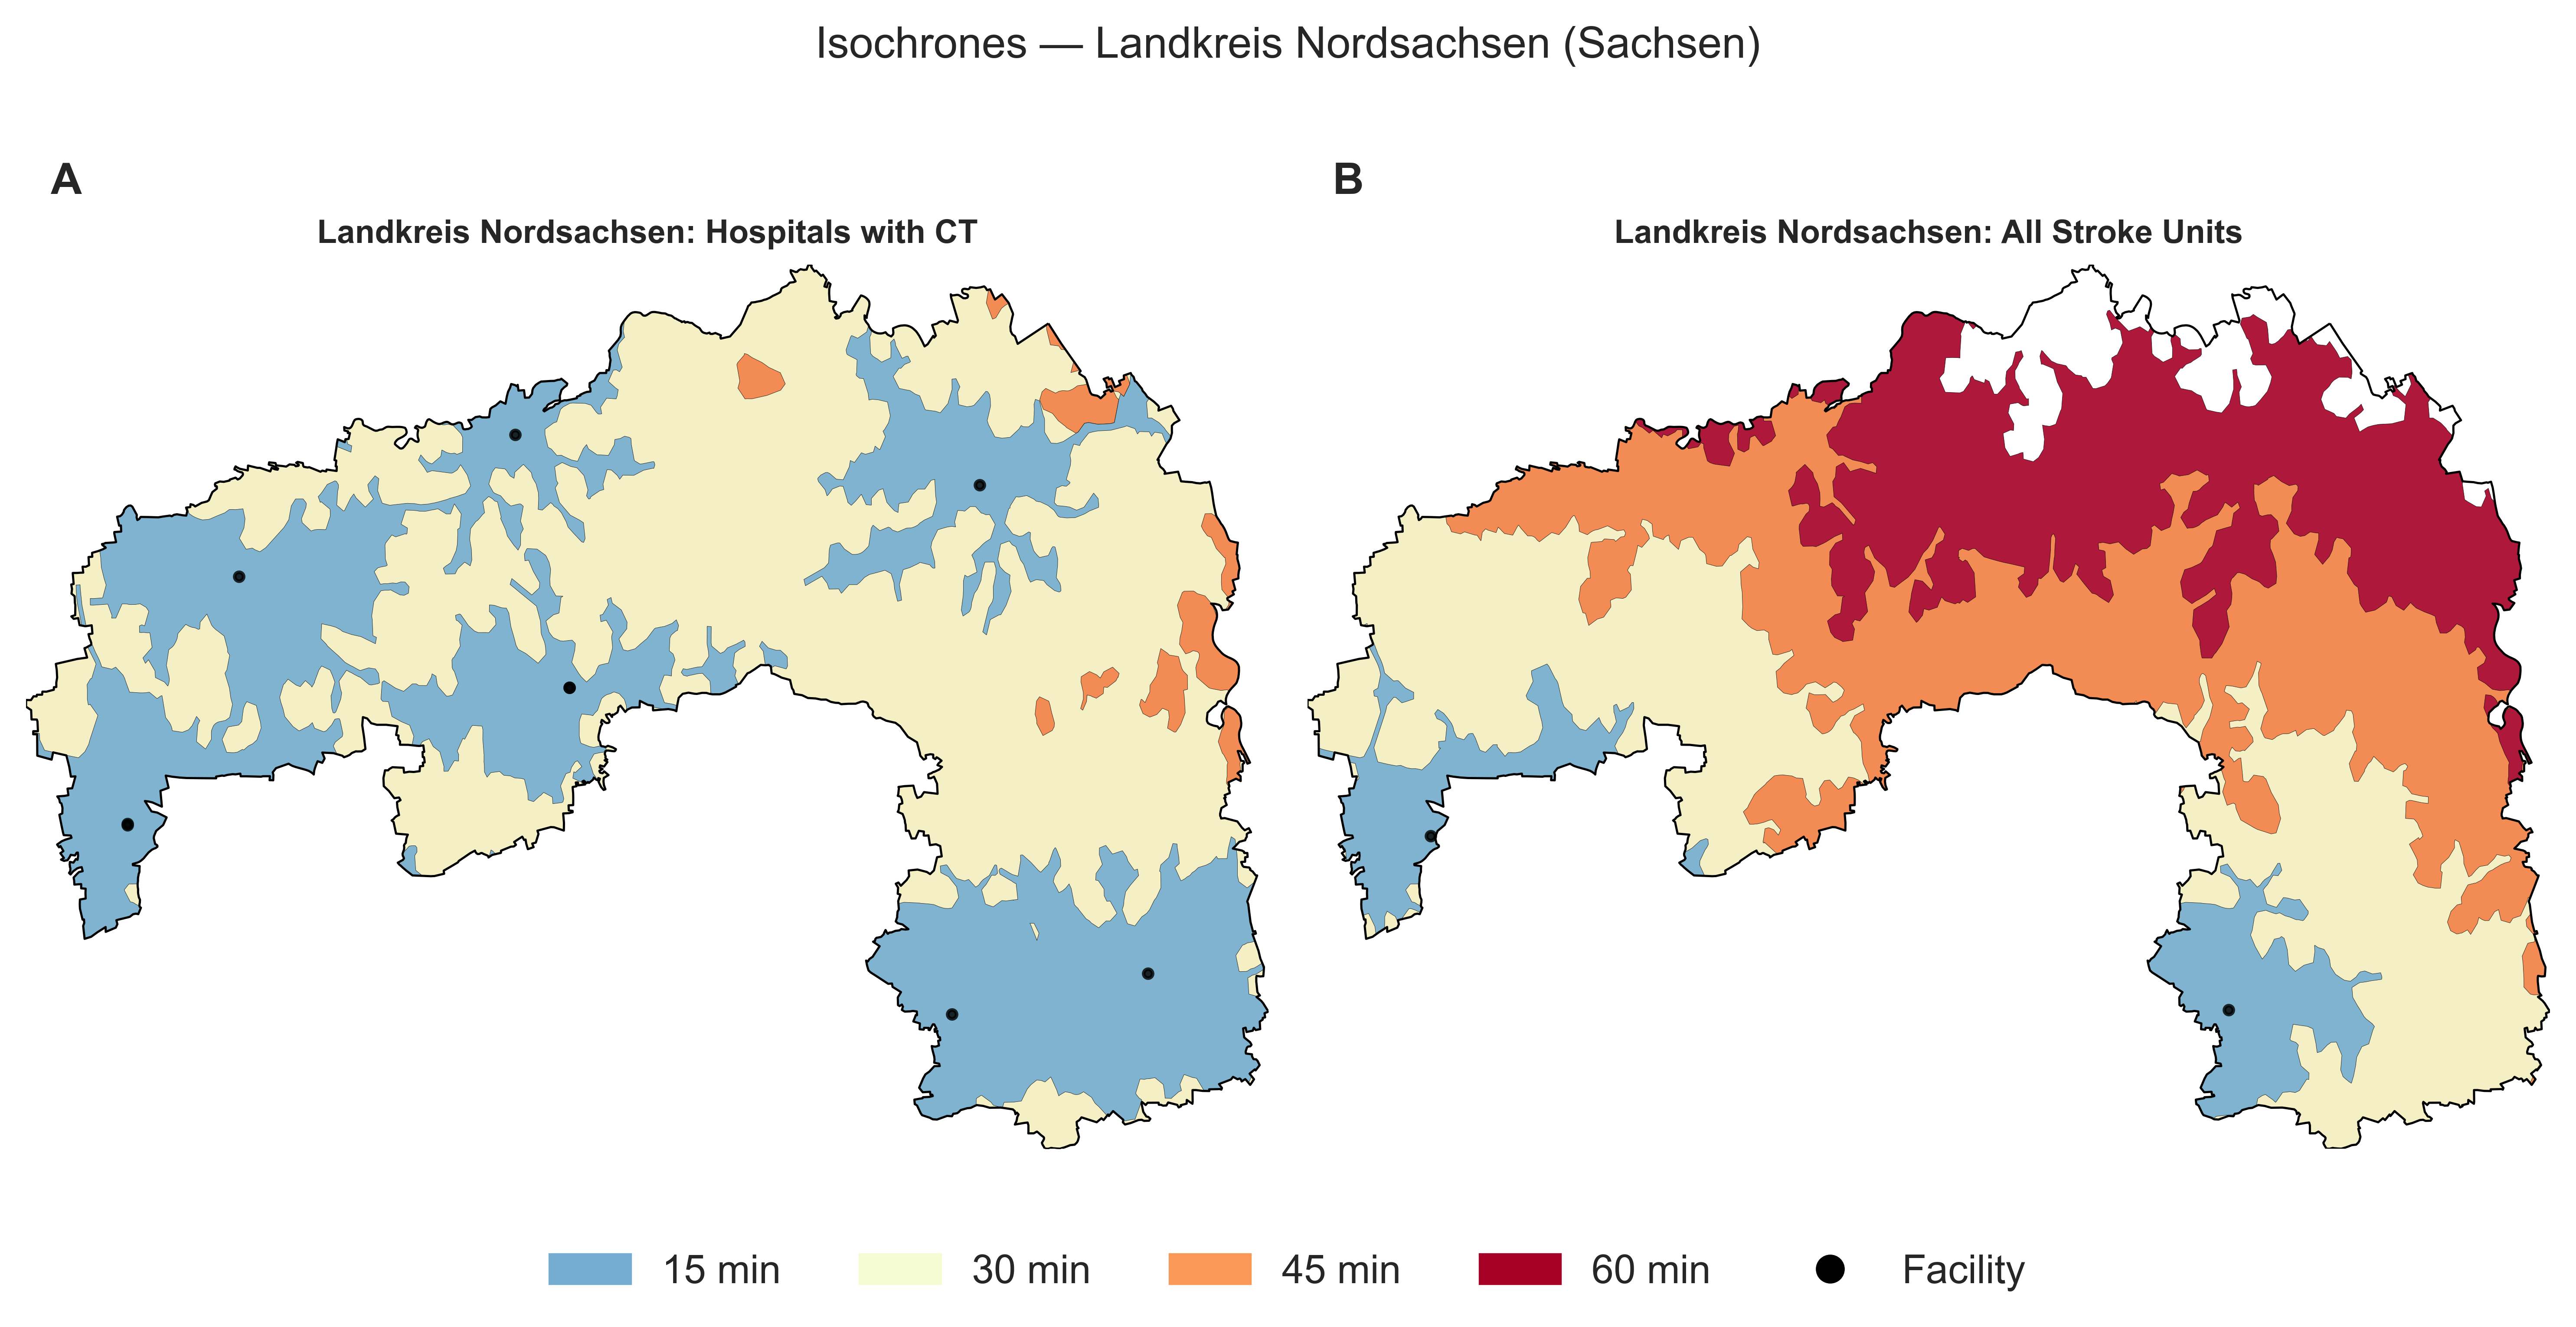 Isochrones — Landkreis Nordsachsen (Sachsen)
A
B
Landkreis Nordsachsen: Hospitals with CT
Landkreis Nordsachsen: All Stroke Units
15 min
30 min
45 min
60 min
Facility